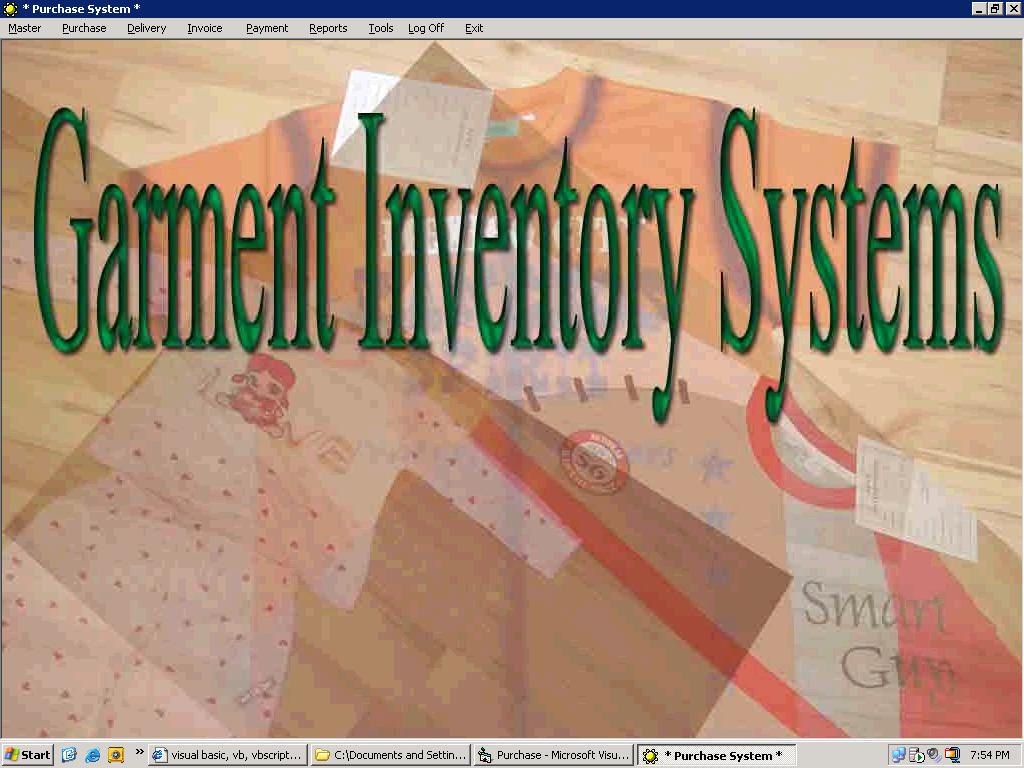 * Purchase System *
Master Purchase Delivery Invoice Payment Reports Tools Log Off Exit
Garment Inventory Systems
SG
Smart
Guy
Start » visual basic, vb, vbscript... C:\Documents and Settin... Purchase - Microsoft Visu... * Purchase System * 7:54 PM